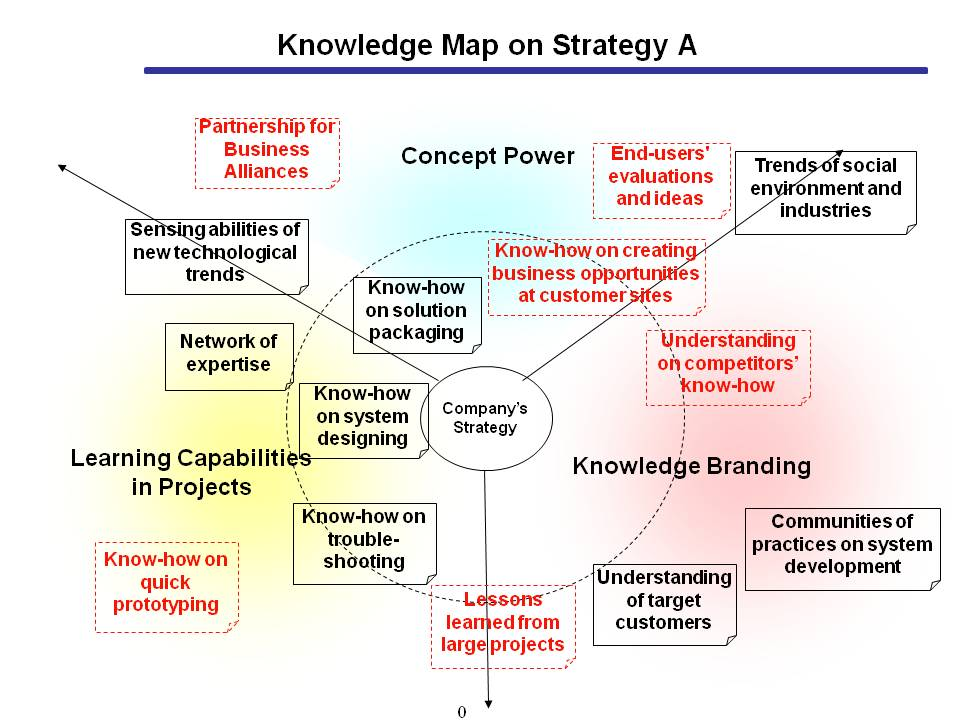 Knowledge Map on Strategy A
Partnership for
Business
Alliances
Concept Power
End-users'
evaluations
and ideas
Trends of social
environment and
industries
Sensing abilities of
new technological
trends
Know-how on creating
business opportunities
at customer sites
Know-how
on solution
packaging
Network of
expertise
Understanding
on competitors'
know-how
Know-how
on system
designing
Company's
Strategy
Learning Capabilities
in Projects
Knowledge Branding
Know-how on
trouble-
shooting
Communities of
practices on system
development
Know-how on
quick
prototyping
Understanding
of target
customers
Lessons
learned from
large projects
0